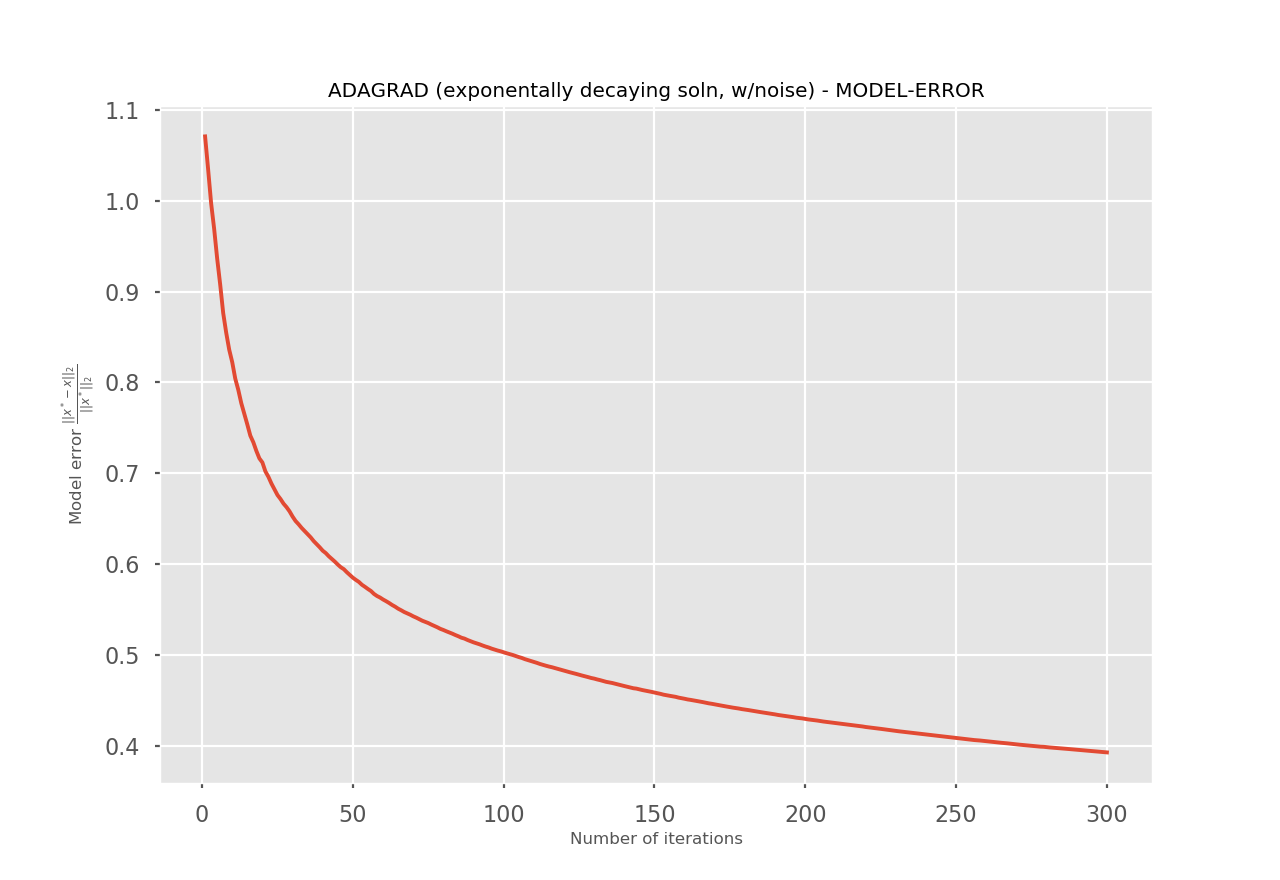 ADAGRAD (exponentially decaying soln, w/noise) - MODEL-ERROR
Model error ||x* − x||₂ / ||x*||₂
1.1
1.0
0.9
0.8
0.7
0.6
0.5
0.4
0 50 100 150 200 250 300
Number of iterations